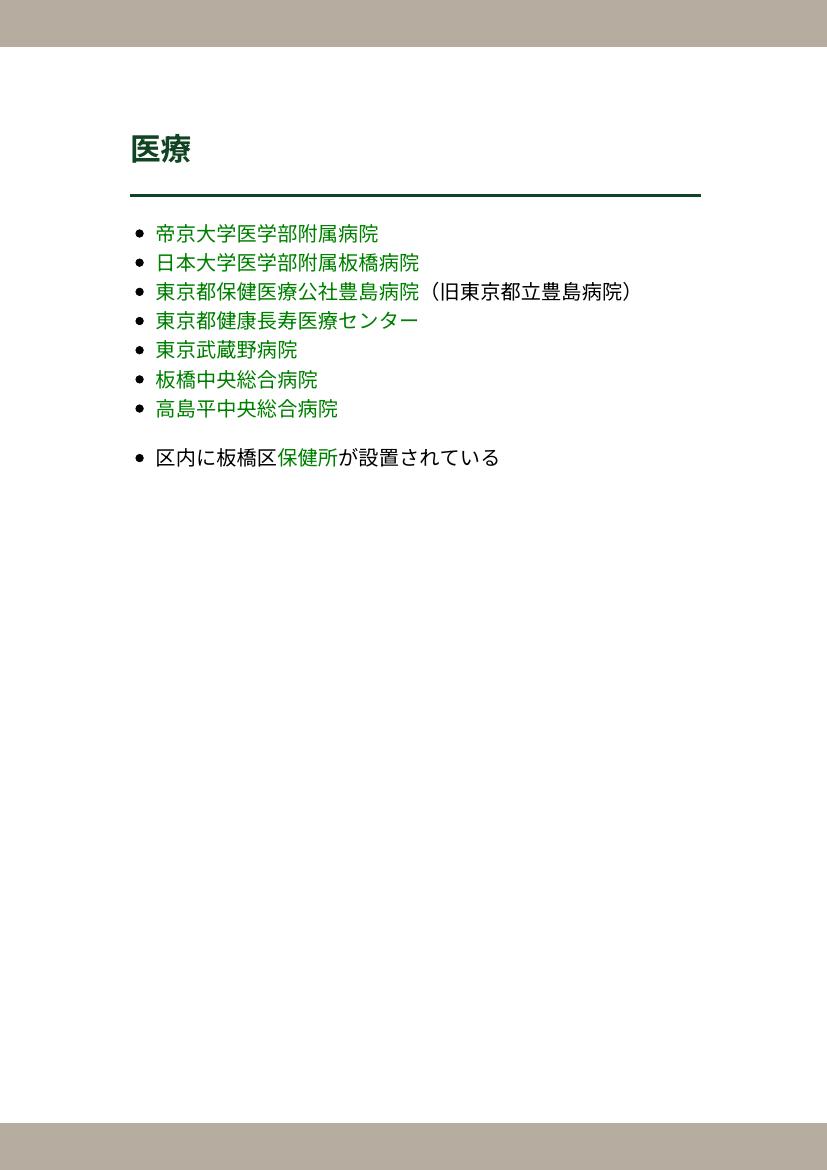 医療
帝京大学医学部附属病院
日本大学医学部附属板橋病院
東京都保健医療公社豊島病院（旧東京都立豊島病院）
東京都健康長寿医療センター
東京武蔵野病院
板橋中央総合病院
高島平中央総合病院
区内に板橋区保健所が設置されている